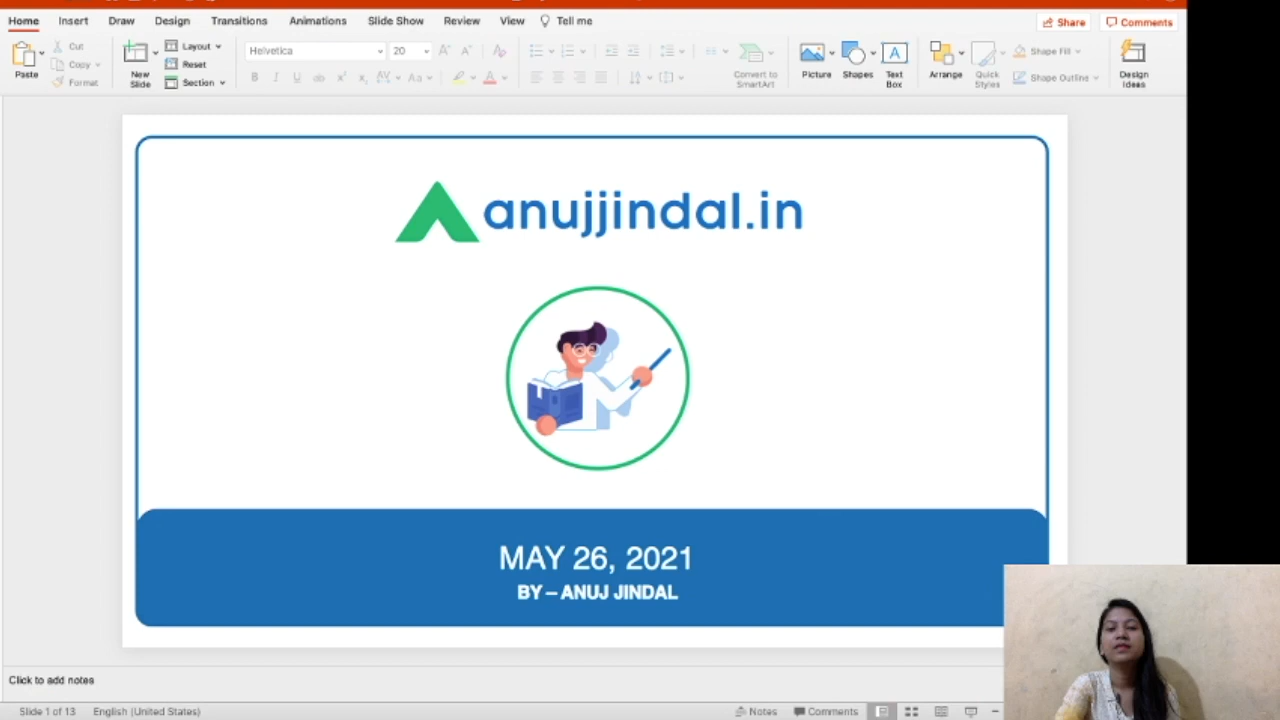 Home Insert Draw Design Transitions Animations Slide Show Review View Tell me Share Comments
Paste Cut Copy Format
New Slide Layout Reset Section
Helvetica 20
Convert to SmartArt
Picture Shapes Text Box
Arrange Quick Styles Shape Fill Shape Outline
Design Ideas
anujjindal.in
MAY 26, 2021
BY – ANUJ JINDAL
Click to add notes
Slide 1 of 13 English (United States) Notes Comments